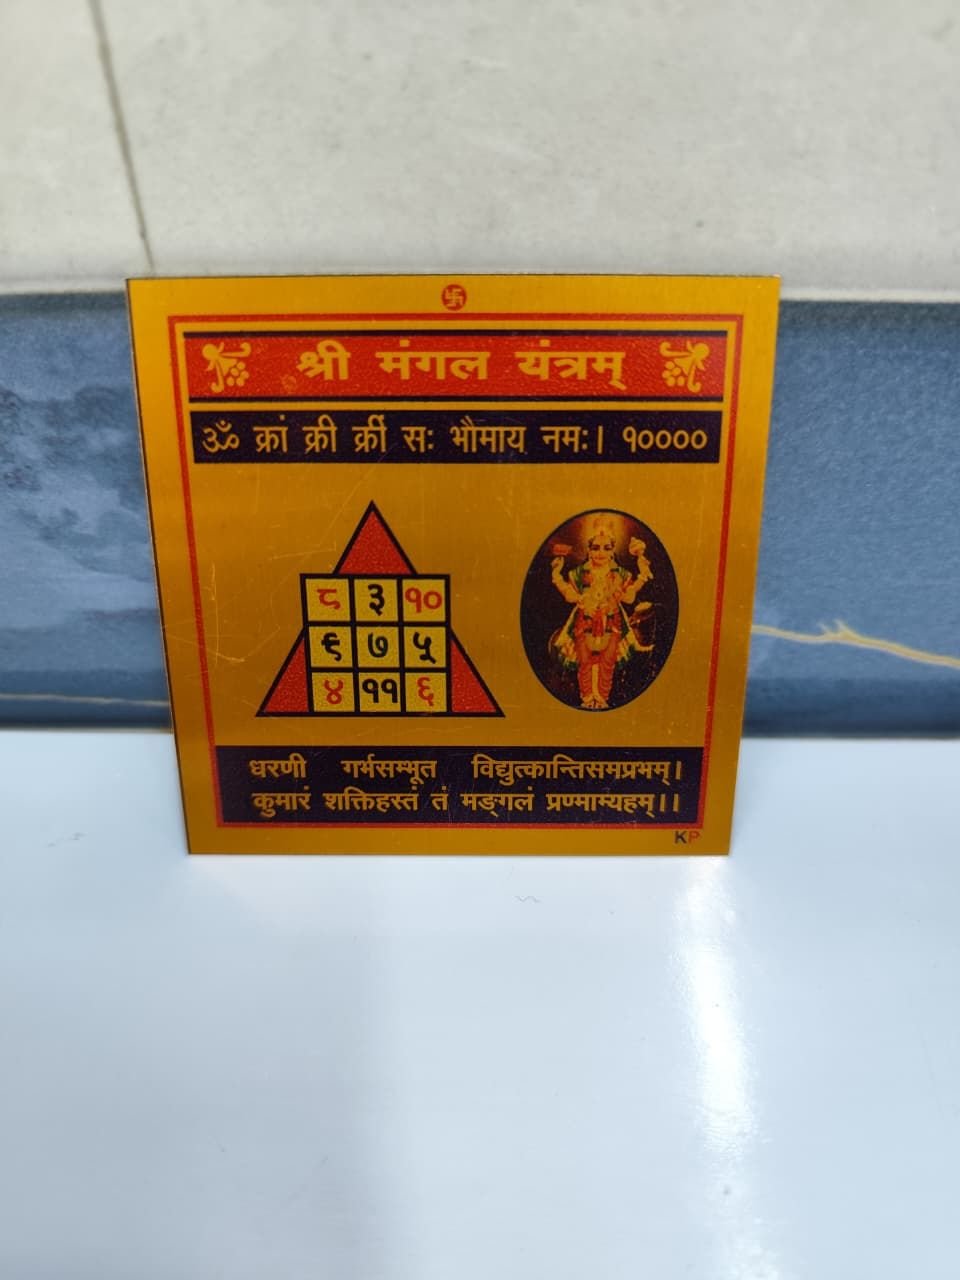 श्री मंगल यंत्रम्
ॐ क्रां क्रीं क्रीं सः भौमाय नमः। १००००
८ ३ १०
९ ७ ५
४ ११ ६
धरणी गर्भसम्भूत विद्युत्कान्तिसमप्रभम्।
कुमारं शक्तिहस्तं तं मङ्गलं प्रणमाम्यहम्।।
KP